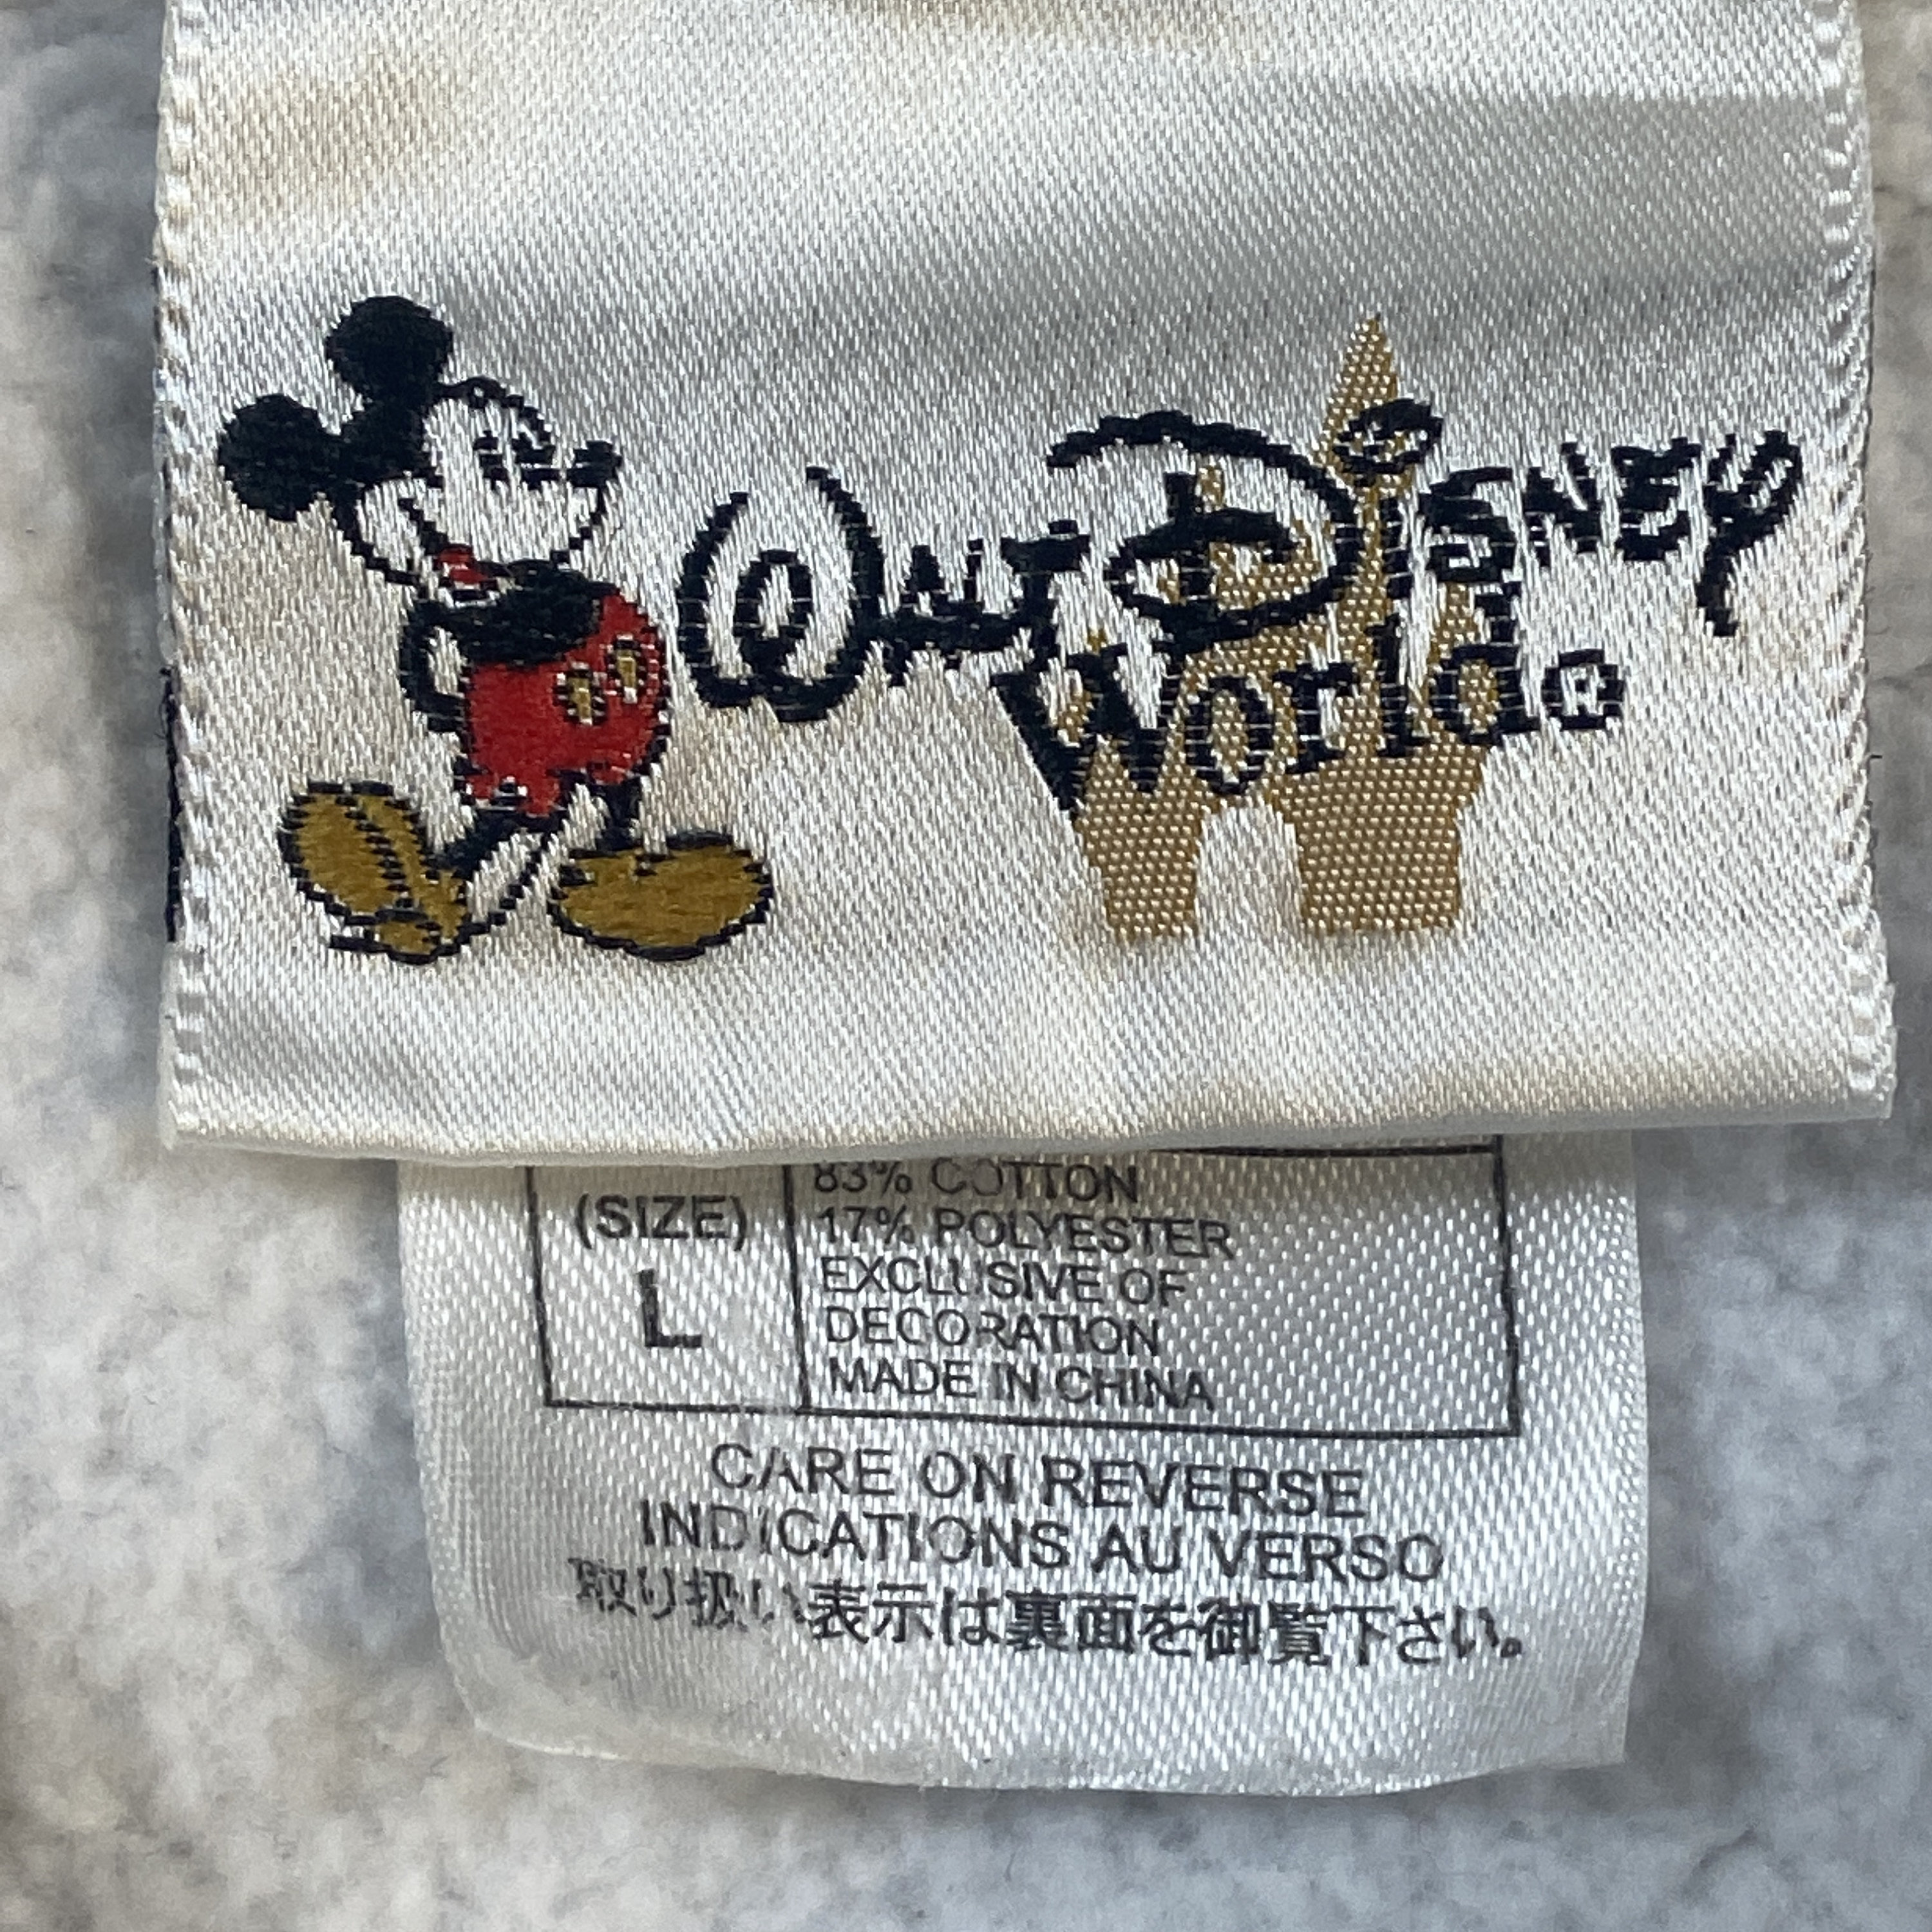 WALT DISNEY
World®
(SIZE)
L
83% COTTON
17% POLYESTER
EXCLUSIVE OF
DECORATION
MADE IN CHINA
CARE ON REVERSE
INDICATIONS AU VERSO
取り扱い表示は裏面を御覧下さい。